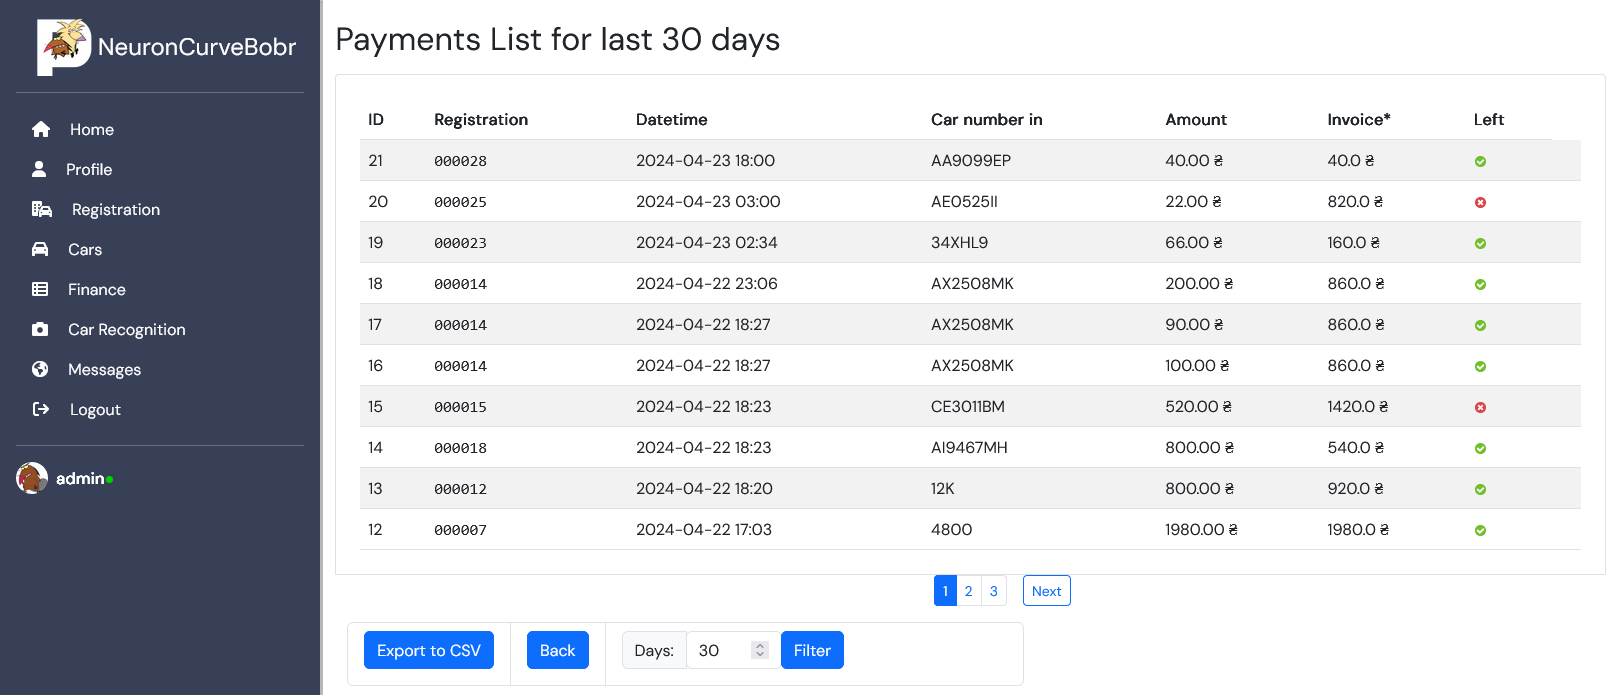 NeuronCurveBobr
Home
Profile
Registration
Cars
Finance
Car Recognition
Messages
Logout
admin
Payments List for last 30 days
ID Registration Datetime Car number in Amount Invoice* Left
21 000028 2024-04-23 18:00 AA9099EP 40.00 ₴ 40.0 ₴
20 000025 2024-04-23 03:00 AE0525II 22.00 ₴ 820.0 ₴
19 000023 2024-04-23 02:34 34XHL9 66.00 ₴ 160.0 ₴
18 000014 2024-04-22 23:06 AX2508MK 200.00 ₴ 860.0 ₴
17 000014 2024-04-22 18:27 AX2508MK 90.00 ₴ 860.0 ₴
16 000014 2024-04-22 18:27 AX2508MK 100.00 ₴ 860.0 ₴
15 000015 2024-04-22 18:23 CE3011BM 520.00 ₴ 1420.0 ₴
14 000018 2024-04-22 18:23 AI9467MH 800.00 ₴ 540.0 ₴
13 000012 2024-04-22 18:20 12K 800.00 ₴ 920.0 ₴
12 000007 2024-04-22 17:03 4800 1980.00 ₴ 1980.0 ₴
1 2 3 Next
Export to CSV Back Days: 30 Filter